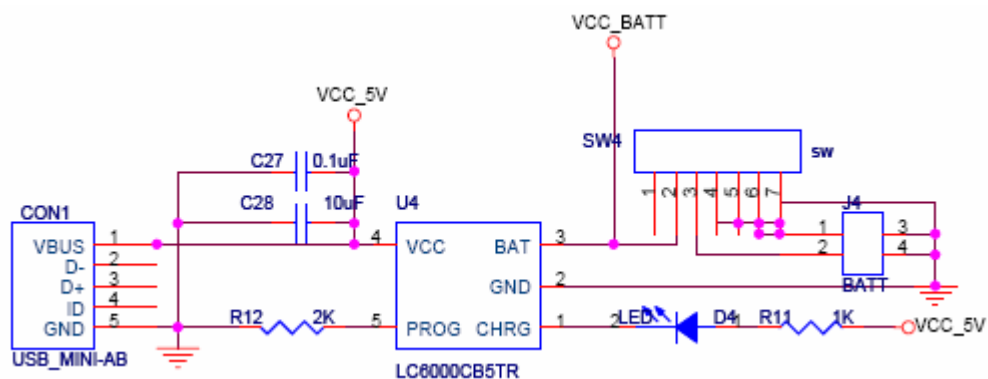 VCC_BATT
VCC_5V
SW4
sw
1 2 3 4 5 6 7
C27 0.1uF
C28 10uF
U4
J4
CON1
VBUS 1
D- 2
D+ 3
ID 4
GND 5
USB_MINI-AB
4 VCC BAT 3
GND 2
5 PROG CHRG 1
LC6000CB5TR
R12 2K
1 3
2 4
BATT
2 LED D4 1
R11 1K
VCC_5V